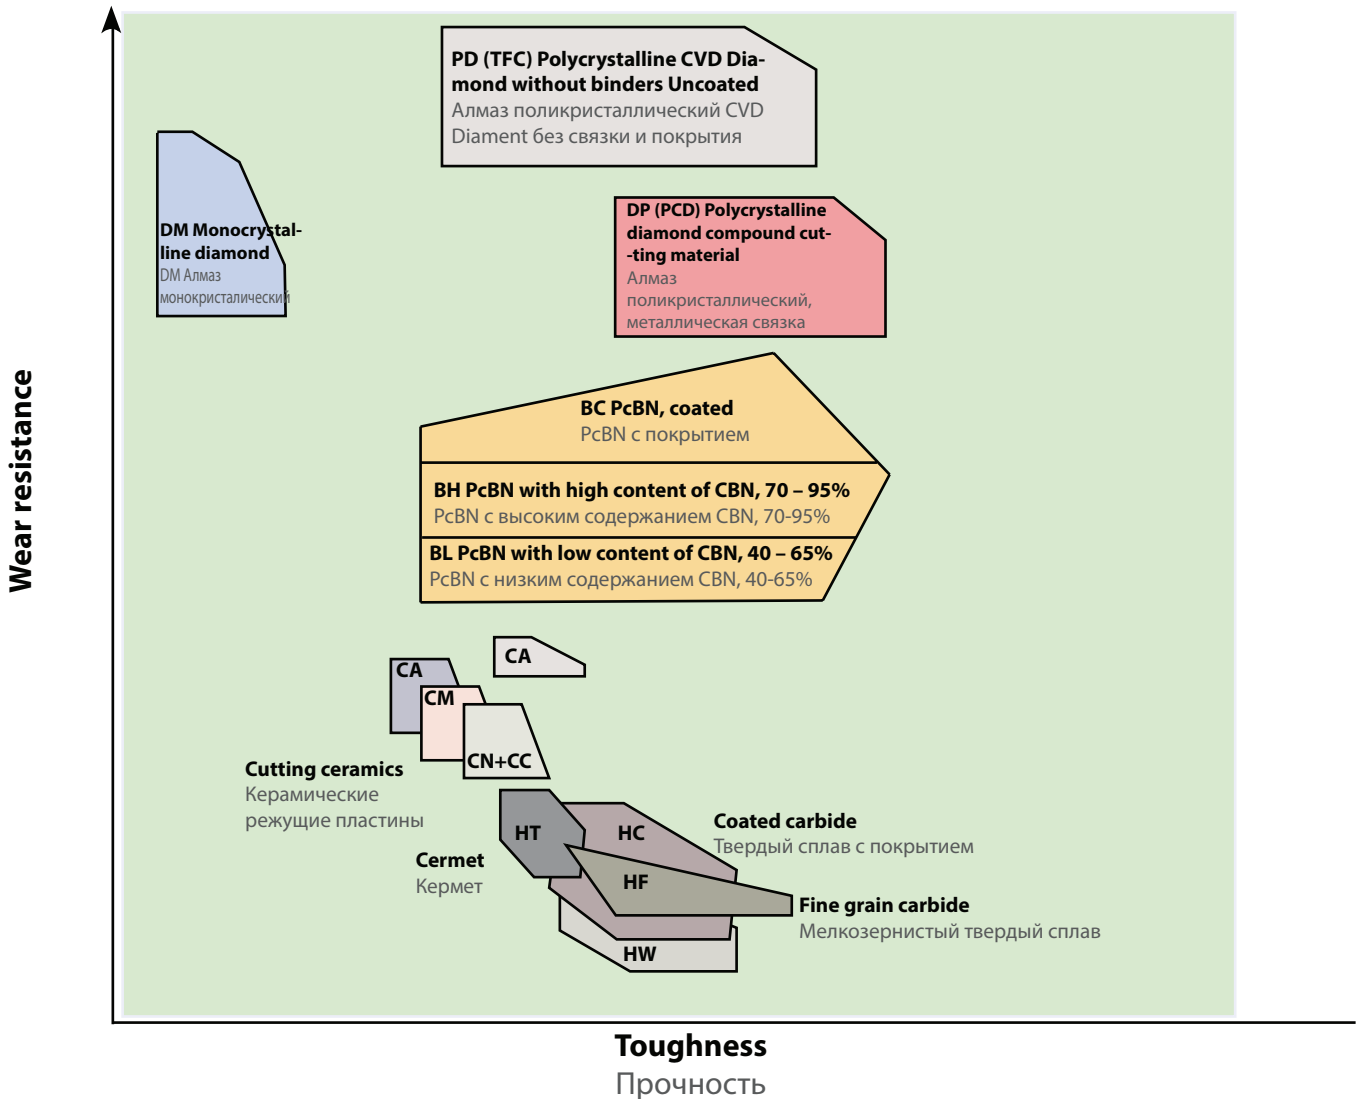 PD (TFC) Polycrystalline CVD Dia-
mond without binders Uncoated
Алмаз поликристаллический CVD
Diament без связки и покрытия
DM Monocrystal-
line diamond
DM Алмаз
монокристалический
DP (PCD) Polycrystalline
diamond compound cut-
-ting material
Алмаз
поликристаллический,
металлическая связка
Wear resistance
BC PcBN, coated
PcBN с покрытием
BH PcBN with high content of CBN, 70 – 95%
PcBN с высоким содержанием CBN, 70-95%
BL PcBN with low content of CBN, 40 – 65%
PcBN с низким содержанием CBN, 40-65%
CA
CA
CM
CN+CC
Cutting ceramics
Керамические
режущие пластины
HT
HC
Coated carbide
Твердый сплав с покрытием
Cermet
Кермет
HF
Fine grain carbide
Мелкозернистый твердый сплав
HW
Toughness
Прочность